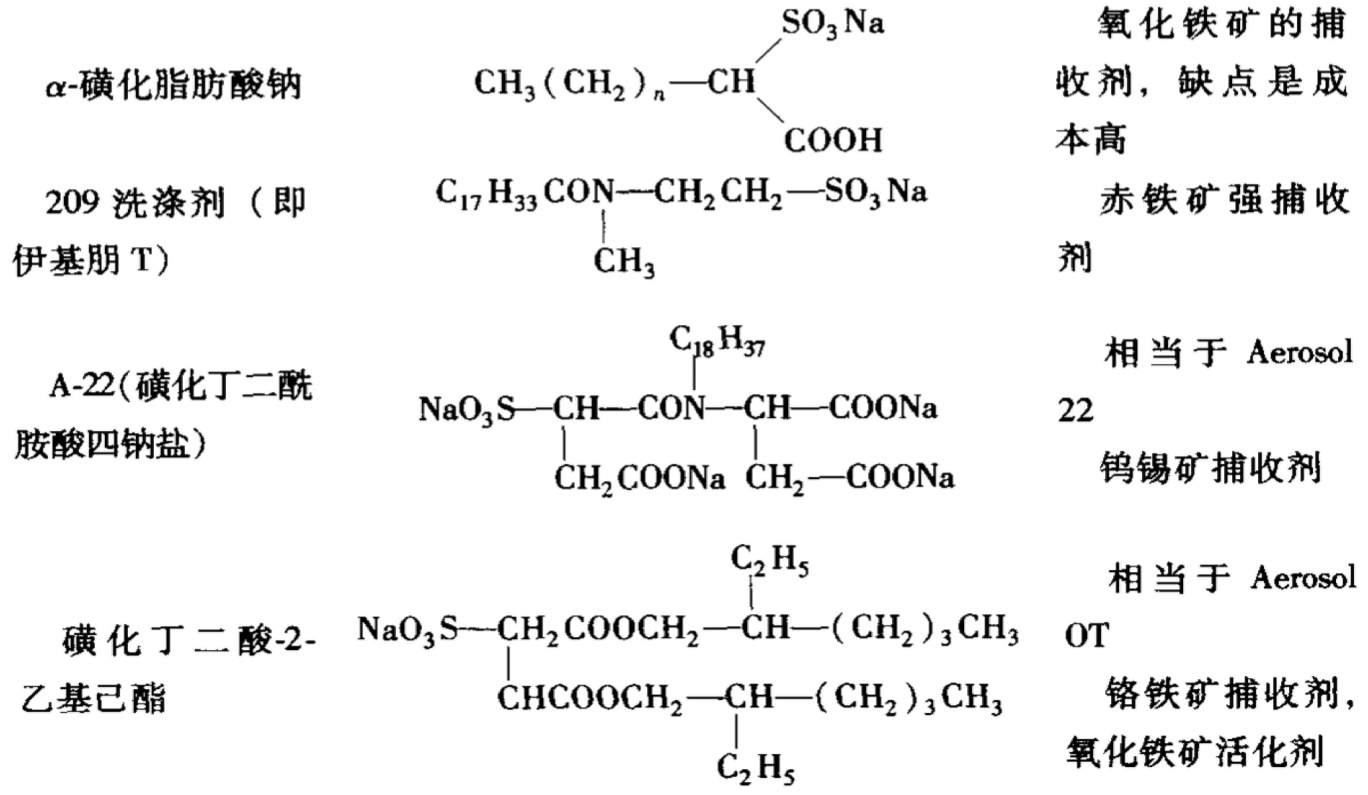 α-磺化脂肪酸钠
SO₃Na
CH₃(CH₂)ₙ—CH
COOH
氧化铁矿的捕
收剂，缺点是成
本高
209 洗涤剂（即
伊基朋 T）
C₁₇H₃₃CON—CH₂CH₂—SO₃Na
CH₃
赤铁矿强捕收
剂
A-22(磺化丁二酰
胺酸四钠盐)
C₁₈H₃₇
NaO₃S—CH—CON—CH—COONa
CH₂COONa CH₂—COONa
相当于 Aerosol
22
钨锡矿捕收剂
磺化丁二酸-2-
乙基己酯
C₂H₅
NaO₃S—CH₂COOCH₂—CH—(CH₂)₃CH₃
CHCOOCH₂—CH—(CH₂)₃CH₃
C₂H₅
相当于 Aerosol
OT
铬铁矿捕收剂，
氧化铁矿活化剂